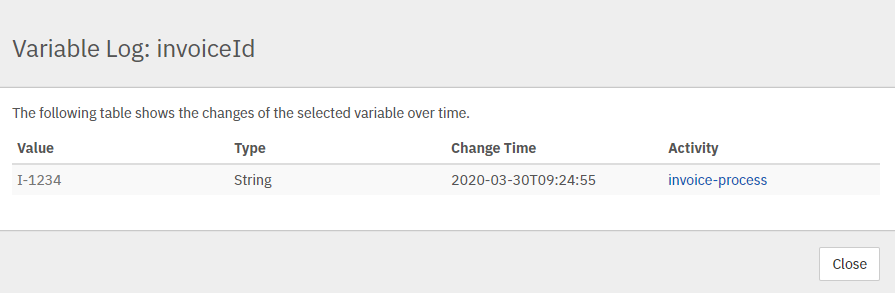 Variable Log: invoiceId
The following table shows the changes of the selected variable over time.
Value Type Change Time Activity
I-1234 String 2020-03-30T09:24:55 invoice-process
Close